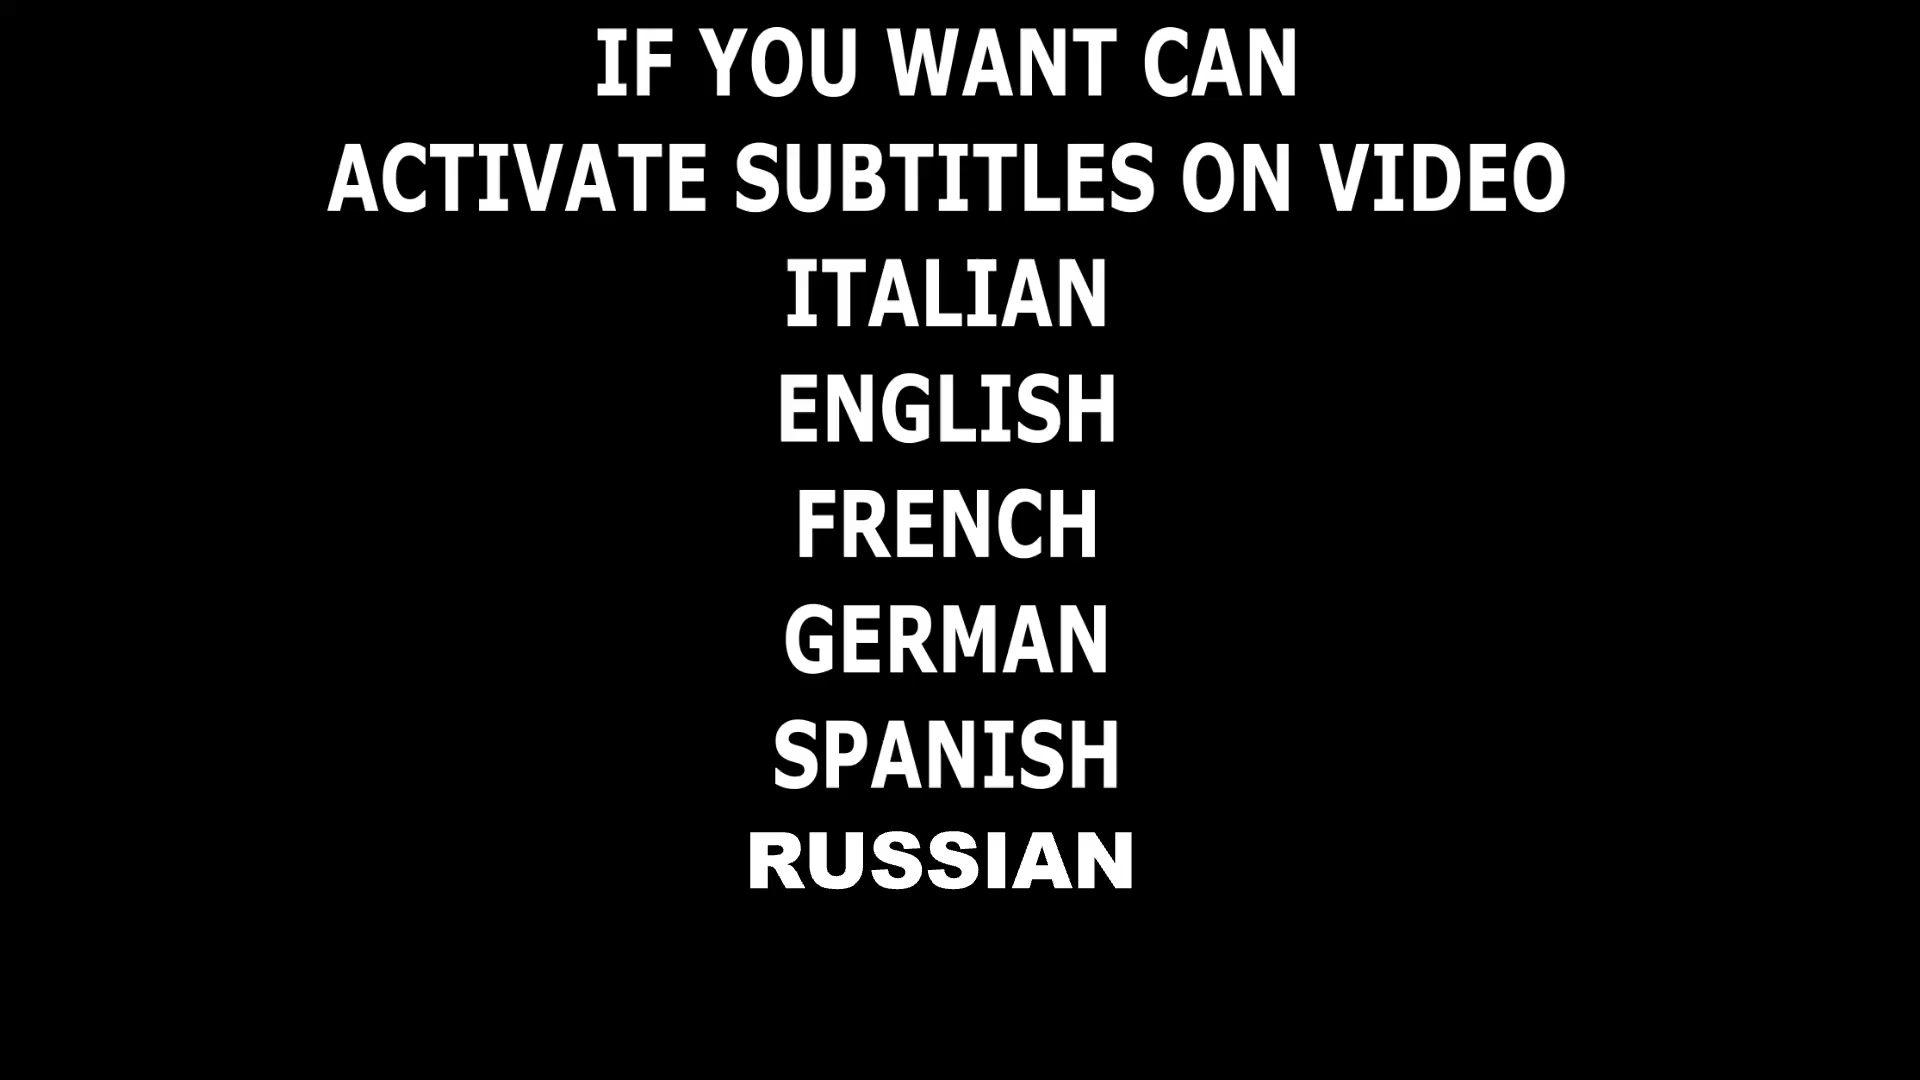 IF YOU WANT CAN
ACTIVATE SUBTITLES ON VIDEO
ITALIAN
ENGLISH
FRENCH
GERMAN
SPANISH
RUSSIAN